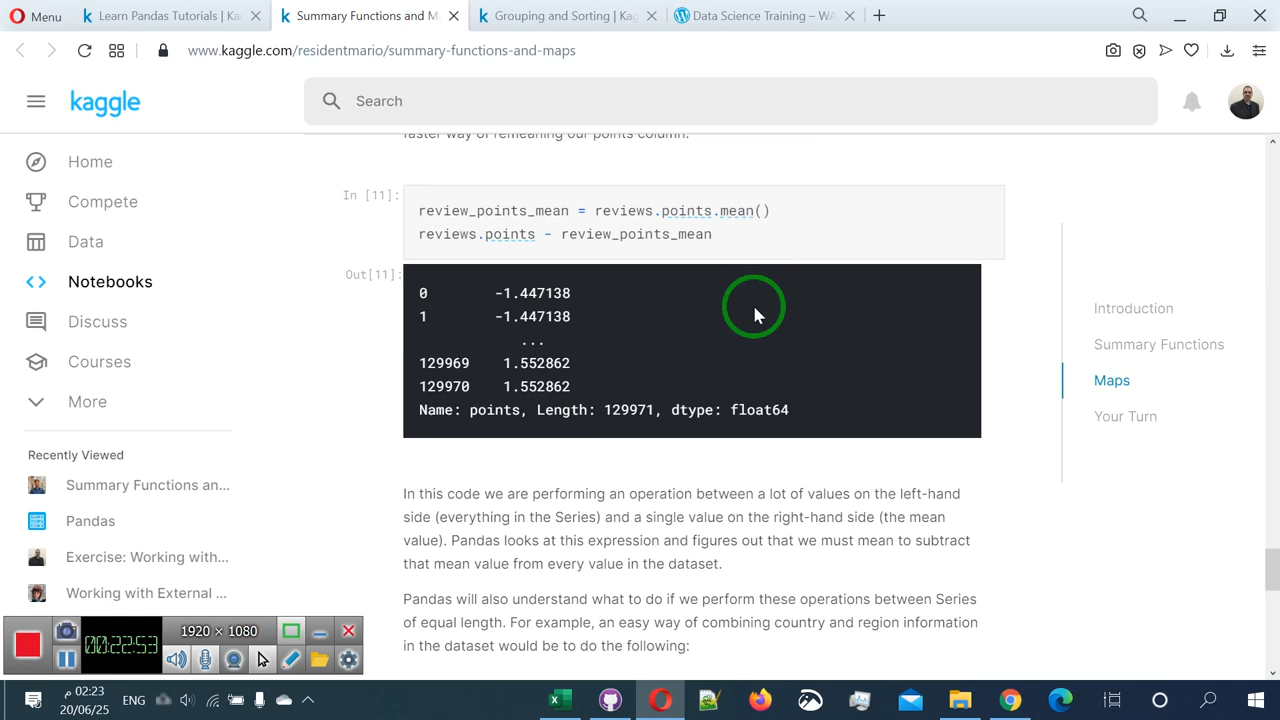 Menu
Learn Pandas Tutorials | Ka
Summary Functions and M
Grouping and Sorting | Kag
Data Science Training – WA
www.kaggle.com/residentmario/summary-functions-and-maps
kaggle
Search
Home
Compete
Data
Notebooks
Discuss
Courses
More
Recently Viewed
Summary Functions an...
Pandas
Exercise: Working with...
Working with External ...
faster way of remeaning our points column.
In [11]:
review_points_mean = reviews.points.mean()
reviews.points - review_points_mean
Out[11]:
0 -1.447138
1 -1.447138
...
129969 1.552862
129970 1.552862
Name: points, Length: 129971, dtype: float64
In this code we are performing an operation between a lot of values on the left-hand
side (everything in the Series) and a single value on the right-hand side (the mean
value). Pandas looks at this expression and figures out that we must mean to subtract
that mean value from every value in the dataset.
Pandas will also understand what to do if we perform these operations between Series
of equal length. For example, an easy way of combining country and region information
in the dataset would be to do the following:
Introduction
Summary Functions
Maps
Your Turn
00:22:53
1920 × 1080
02:23 م
20/06/25
ENG